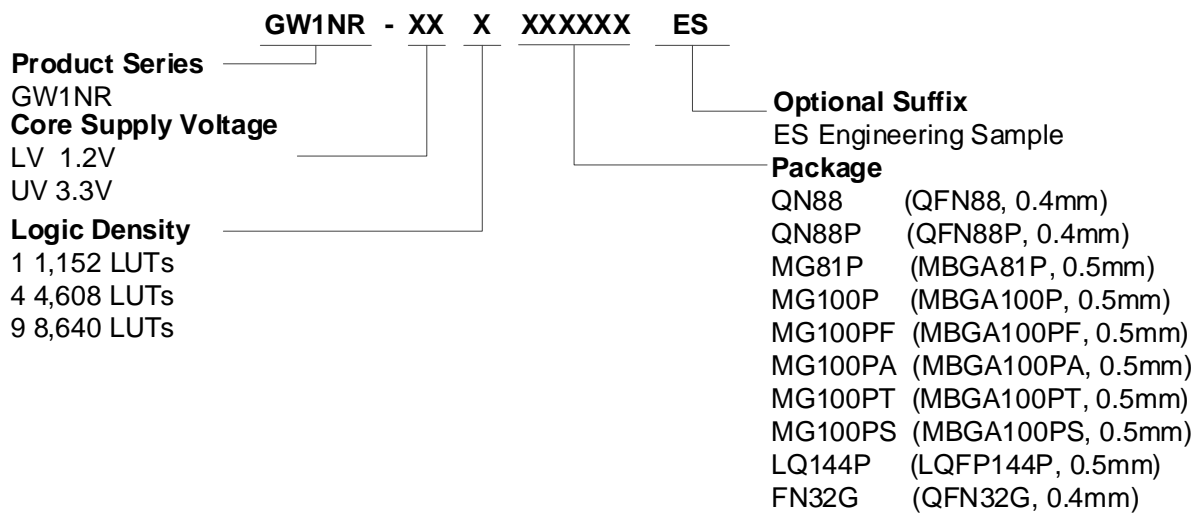 GW1NR - XX X XXXXXX ES
Product Series
GW1NR
Core Supply Voltage
LV 1.2V
UV 3.3V
Logic Density
1 1,152 LUTs
4 4,608 LUTs
9 8,640 LUTs
Optional Suffix
ES Engineering Sample
Package
QN88 (QFN88, 0.4mm)
QN88P (QFN88P, 0.4mm)
MG81P (MBGA81P, 0.5mm)
MG100P (MBGA100P, 0.5mm)
MG100PF (MBGA100PF, 0.5mm)
MG100PA (MBGA100PA, 0.5mm)
MG100PT (MBGA100PT, 0.5mm)
MG100PS (MBGA100PS, 0.5mm)
LQ144P (LQFP144P, 0.5mm)
FN32G (QFN32G, 0.4mm)